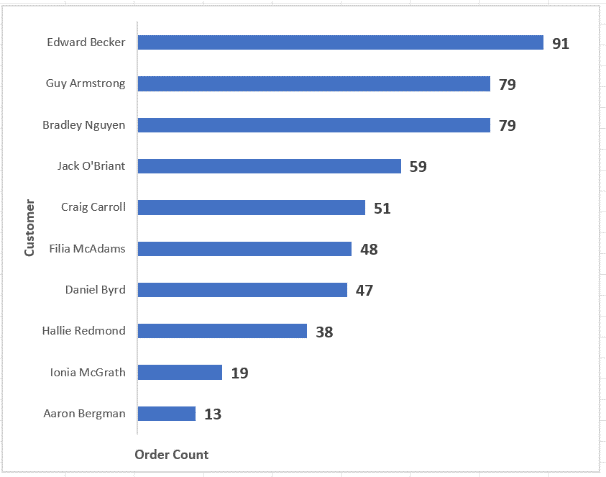 Edward Becker 91
Guy Armstrong 79
Bradley Nguyen 79
Jack O'Briant 59
Craig Carroll 51
Filia McAdams 48
Daniel Byrd 47
Hallie Redmond 38
Ionia McGrath 19
Aaron Bergman 13
Customer
Order Count